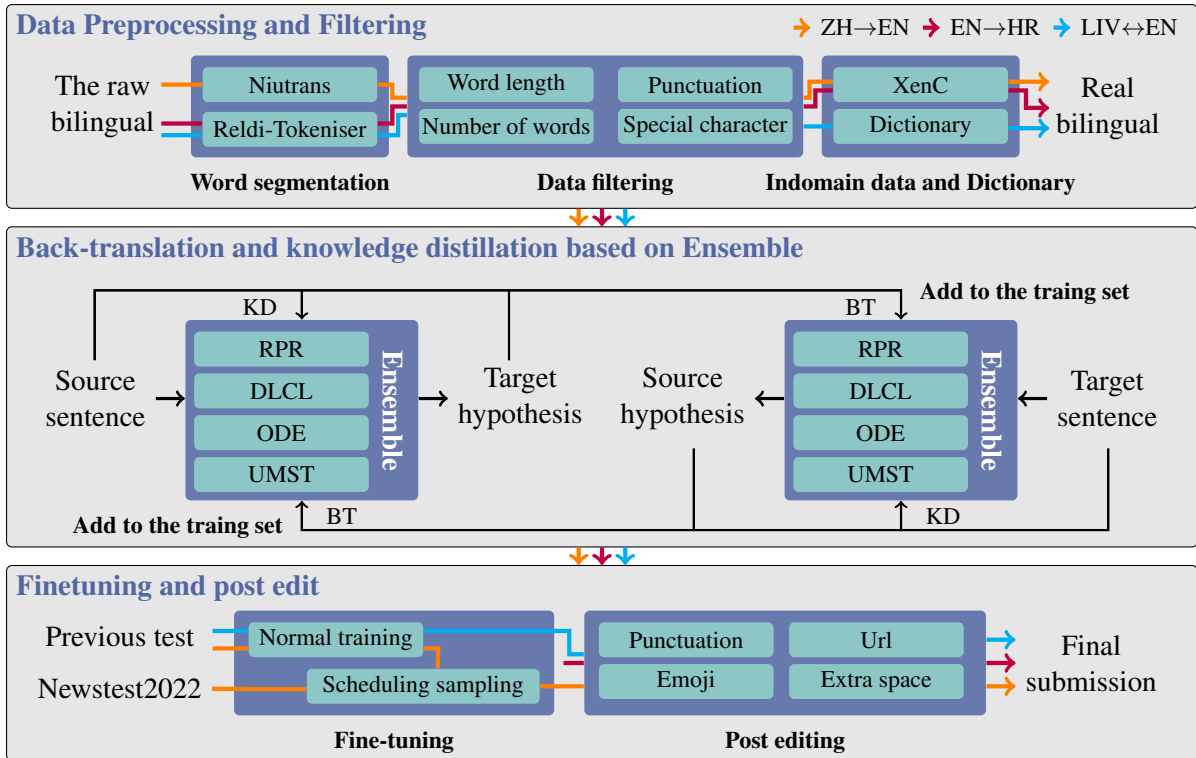 Data Preprocessing and Filtering
ZH→EN EN→HR LIV↔EN
The raw
bilingual
Niutrans
Reldi-Tokeniser
Word segmentation
Word length
Punctuation
Number of words
Special character
Data filtering
XenC
Dictionary
Indomain data and Dictionary
Real
bilingual
Back-translation and knowledge distillation based on Ensemble
Add to the traing set
KD
BT
Source
sentence
RPR
DLCL
ODE
UMST
Ensemble
Target
hypothesis
Source
hypothesis
RPR
DLCL
ODE
UMST
Ensemble
Target
sentence
BT
KD
Add to the traing set
Finetuning and post edit
Previous test
Newstest2022
Normal training
Scheduling sampling
Fine-tuning
Punctuation
Url
Emoji
Extra space
Post editing
Final
submission